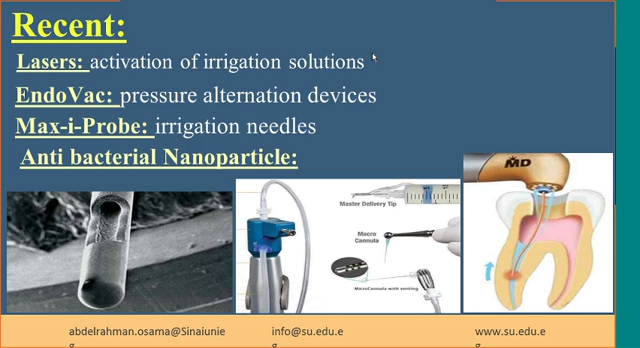 Recent:
Lasers: activation of irrigation solutions
EndoVac: pressure alternation devices
Max-i-Probe: irrigation needles
Anti bacterial Nanoparticle:
MD
Master Delivery Tip
Macro
Cannula
MicroCannula with venting
abdelrahman.osama@Sinaiunie
g
info@su.edu.e
g
www.su.edu.e
g